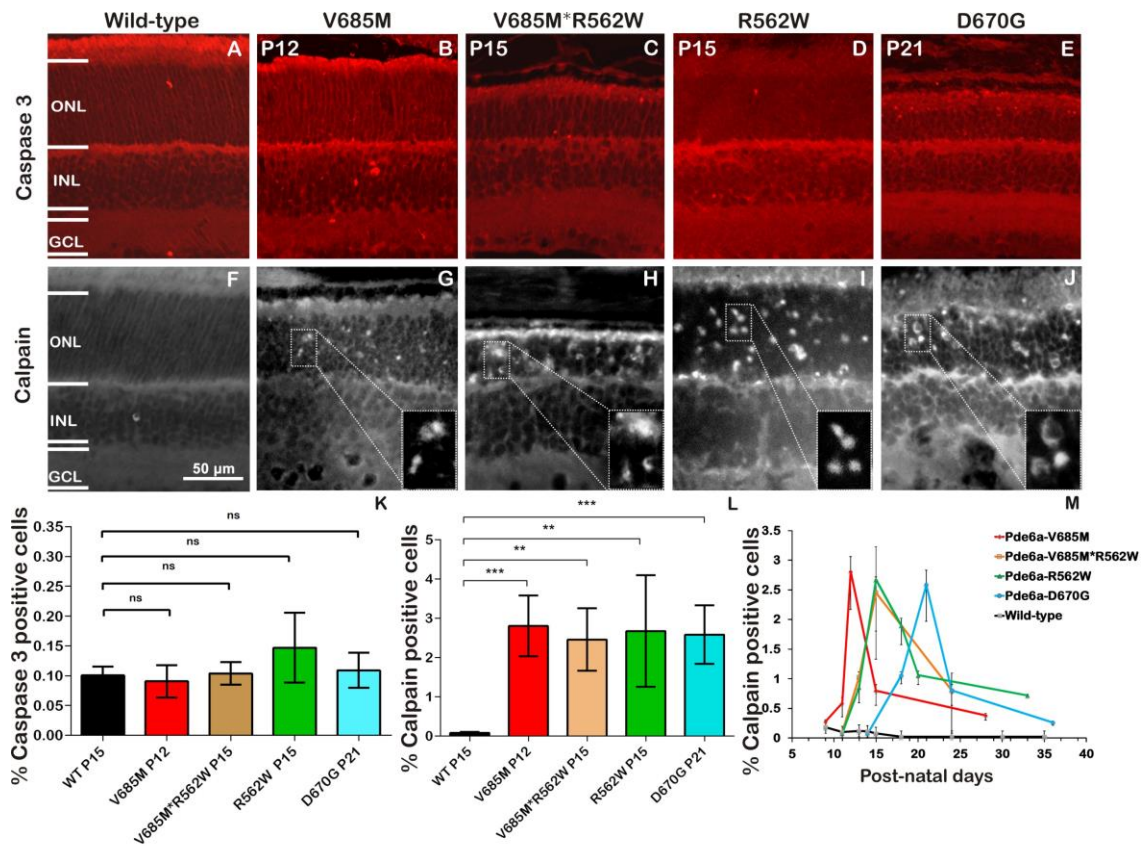 Wild-type V685M V685M*R562W R562W D670G
A P12 B P15 C P15 D P21 E
Caspase 3
ONL
INL
GCL
F G H I J
Calpain
ONL
INL
GCL
50 µm
K
% Caspase 3 positive cells
0.35
0.30
0.25
0.20
0.15
0.10
0.05
0.00
ns
ns
ns
ns
WT P15
V685M P12
V685M*R562W P15
R562W P15
D670G P21
L
% Calpain positive cells
5
4
3
2
1
0
***
**
**
***
WT P15
V685M P12
V685M*R562W P15
R562W P15
D670G P21
M
% Calpain positive cells
3.5
3
2.5
2
1.5
1
0.5
0
Pde6a-V685M
Pde6a-V685M*R562W
Pde6a-R562W
Pde6a-D670G
Wild-type
5 10 15 20 25 30 35 40
Post-natal days